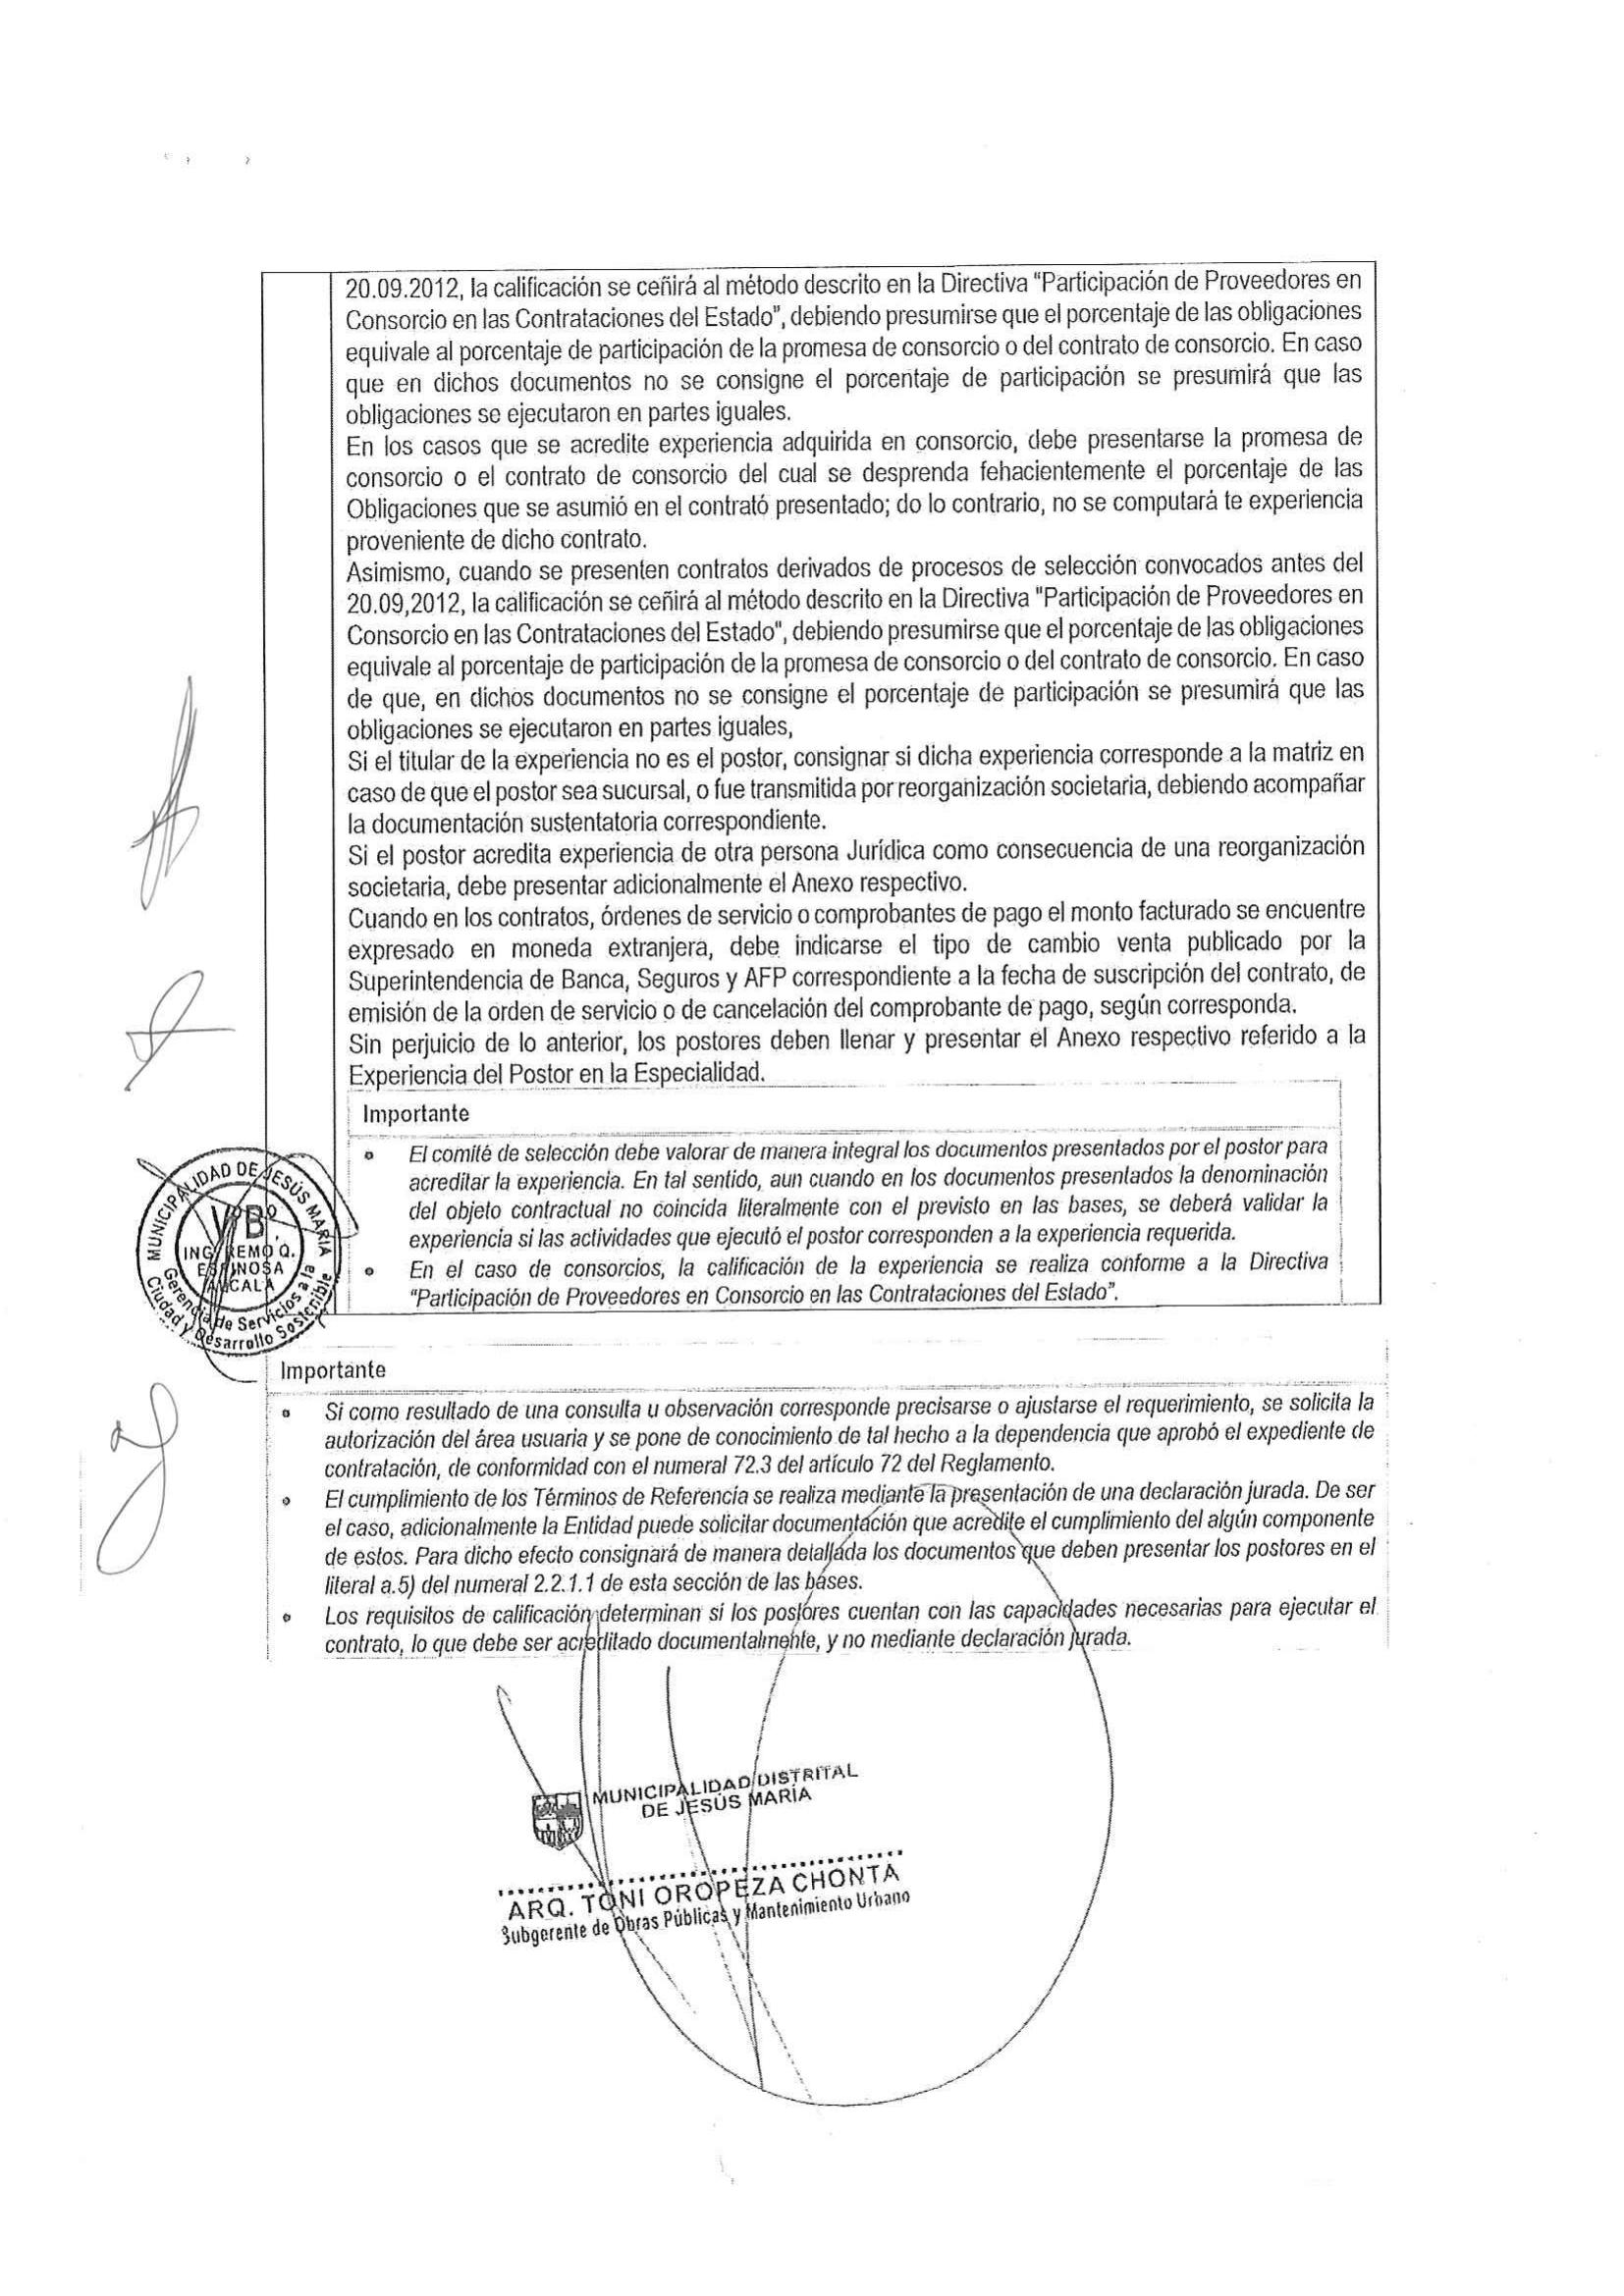 20.09.2012, la calificación se ceñirá al método descrito en la Directiva "Participación de Proveedores en
Consorcio en las Contrataciones del Estado", debiendo presumirse que el porcentaje de las obligaciones
equivale al porcentaje de participación de la promesa de consorcio o del contrato de consorcio. En caso
que en dichos documentos no se consigne el porcentaje de participación se presumirá que las
obligaciones se ejecutaron en partes iguales.
En los casos que se acredite experiencia adquirida en consorcio, debe presentarse la promesa de
consorcio o el contrato de consorcio del cual se desprenda fehacientemente el porcentaje de las
Obligaciones que se asumió en el contrató presentado; do lo contrario, no se computará te experiencia
proveniente de dicho contrato.
Asimismo, cuando se presenten contratos derivados de procesos de selección convocados antes del
20.09,2012, la calificación se ceñirá al método descrito en la Directiva "Participación de Proveedores en
Consorcio en las Contrataciones del Estado", debiendo presumirse que el porcentaje de las obligaciones
equivale al porcentaje de participación de la promesa de consorcio o del contrato de consorcio. En caso
de que, en dichos documentos no se consigne el porcentaje de participación se presumirá que las
obligaciones se ejecutaron en partes iguales,
Si el titular de la experiencia no es el postor, consignar si dicha experiencia corresponde a la matriz en
caso de que el postor sea sucursal, o fue transmitida por reorganización societaria, debiendo acompañar
la documentación sustentatoria correspondiente.
Si el postor acredita experiencia de otra persona Jurídica como consecuencia de una reorganización
societaria, debe presentar adicionalmente el Anexo respectivo.
Cuando en los contratos, órdenes de servicio o comprobantes de pago el monto facturado se encuentre
expresado en moneda extranjera, debe indicarse el tipo de cambio venta publicado por la
Superintendencia de Banca, Seguros y AFP correspondiente a la fecha de suscripción del contrato, de
emisión de la orden de servicio o de cancelación del comprobante de pago, según corresponda.
Sin perjuicio de lo anterior, los postores deben llenar y presentar el Anexo respectivo referido a la
Experiencia del Postor en la Especialidad.
Importante
• El comité de selección debe valorar de manera integral los documentos presentados por el postor para
acreditar la experiencia. En tal sentido, aun cuando en los documentos presentados la denominación
del objeto contractual no coincida literalmente con el previsto en las bases, se deberá validar la
experiencia si las actividades que ejecutó el postor corresponden a la experiencia requerida.
• En el caso de consorcios, la calificación de la experiencia se realiza conforme a la Directiva
"Participación de Proveedores en Consorcio en las Contrataciones del Estado".
MUNICIPALIDAD DE JESÚS MARIA
VºBº
ING. REMO Q.
ESPINOSA
ANCALA
Gerencia de Servicios a la
Ciudad y Desarrollo Sostenible
Importante
• Si como resultado de una consulta u observación corresponde precisarse o ajustarse el requerimiento, se solicita la
autorización del área usuaria y se pone de conocimiento de tal hecho a la dependencia que aprobó el expediente de
contratación, de conformidad con el numeral 72.3 del artículo 72 del Reglamento.
• El cumplimiento de los Términos de Referencia se realiza mediante la presentación de una declaración jurada. De ser
el caso, adicionalmente la Entidad puede solicitar documentación que acredite el cumplimiento del algún componente
de estos. Para dicho efecto consignará de manera detallada los documentos que deben presentar los postores en el
literal a.5) del numeral 2.2.1.1 de esta sección de las bases.
• Los requisitos de calificación determinan si los postores cuentan con las capacidades necesarias para ejecutar el
contrato, lo que debe ser acreditado documentalmente, y no mediante declaración jurada.
MUNICIPALIDAD DISTRITAL
DE JESÚS MARÍA
ARQ. TONI OROPEZA CHONTA
Subgerente de Obras Públicas y Mantenimiento Urbano